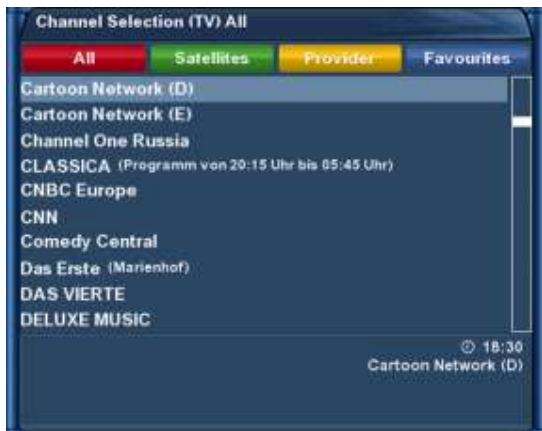 Channel Selection (TV) All
All Satellites Provider Favourites
Cartoon Network (D)
Cartoon Network (E)
Channel One Russia
CLASSICA (Programm von 20:15 Uhr bis 05:45 Uhr)
CNBC Europe
CNN
Comedy Central
Das Erste (Marienhof)
DAS VIERTE
DELUXE MUSIC
18:30
Cartoon Network (D)